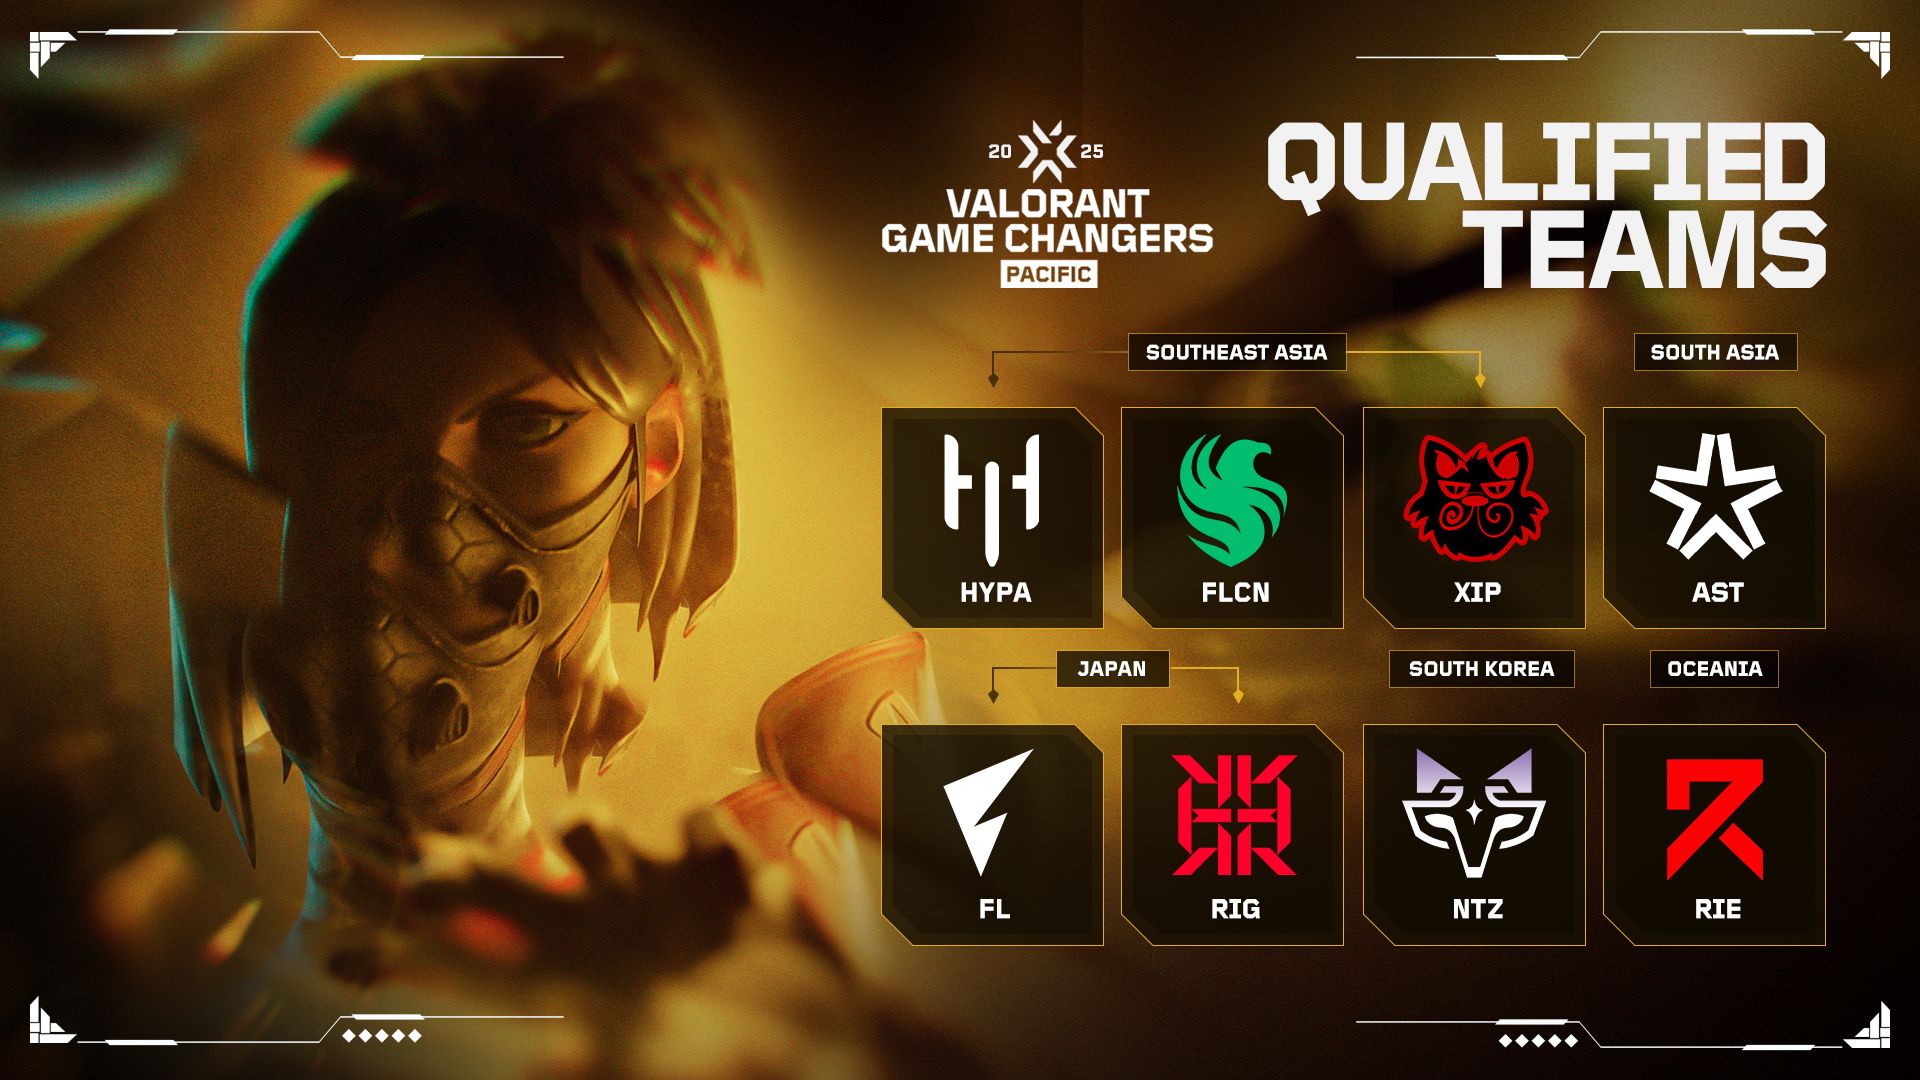 20 25
VALORANT
GAME CHANGERS
PACIFIC
QUALIFIED
TEAMS
SOUTHEAST ASIA
SOUTH ASIA
HYPA
FLCN
XIP
AST
JAPAN
SOUTH KOREA
OCEANIA
FL
RIG
NTZ
RIE